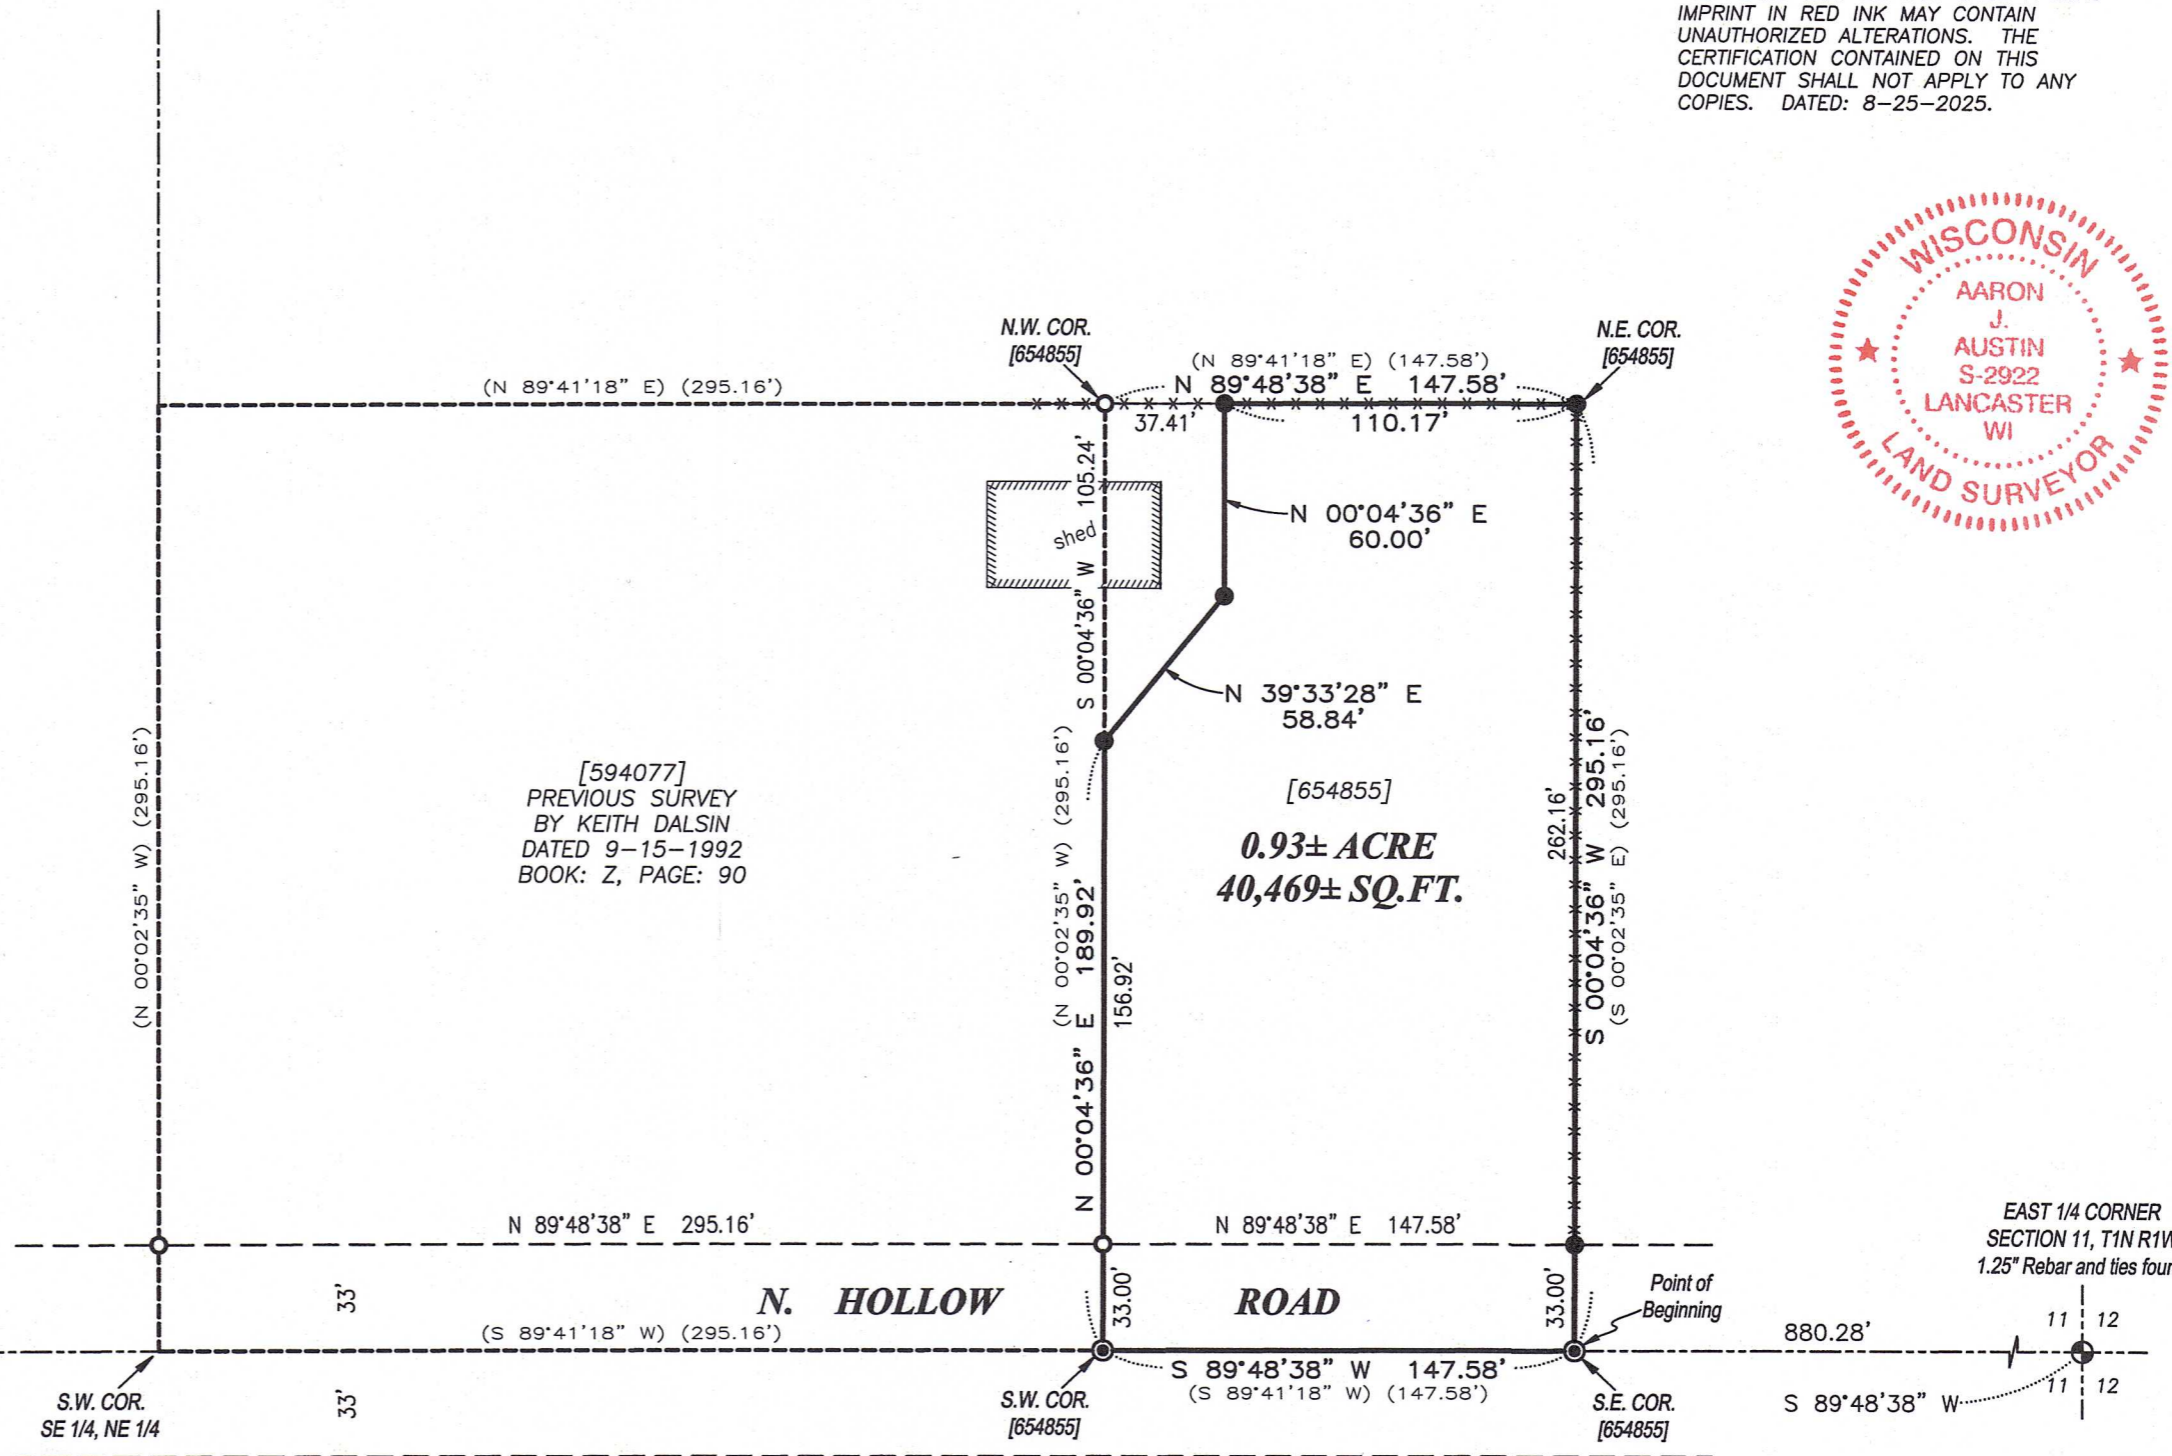 IMPRINT IN RED INK MAY CONTAIN
UNAUTHORIZED ALTERATIONS. THE
CERTIFICATION CONTAINED ON THIS
DOCUMENT SHALL NOT APPLY TO ANY
COPIES. DATED: 8-25-2025.
WISCONSIN
AARON
J.
AUSTIN
S-2922
LANCASTER
WI
LAND SURVEYOR
N.W. COR.
[654855]
N.E. COR.
[654855]
(N 89°41'18" E) (295.16')
(N 89°41'18" E) (147.58')
N 89°48'38" E 147.58'
37.41'
110.17'
S 00°04'36" W 105.24'
shed
N 00°04'36" E
60.00'
N 39°33'28" E
58.84'
(N 00°02'35" W) (295.16')
[594077]
PREVIOUS SURVEY
BY KEITH DALSIN
DATED 9-15-1992
BOOK: Z, PAGE: 90
(N 00°02'35" W) (295.16')
N 00°04'36" E 189.92'
156.92'
[654855]
0.93± ACRE
40,469± SQ.FT.
262.16'
S 00°04'36" W 295.16'
(S 00°02'35" E) (295.16')
N 89°48'38" E 295.16'
N 89°48'38" E 147.58'
EAST 1/4 CORNER
SECTION 11, T1N R1W
1.25" Rebar and ties four
33'
N. HOLLOW ROAD
33.00'
33.00'
Point of
Beginning
(S 89°41'18" W) (295.16')
880.28'
11 12
11 12
S 89°48'38" W 147.58'
(S 89°41'18" W) (147.58')
S 89°48'38" W
33'
S.W. COR.
SE 1/4, NE 1/4
S.W. COR.
[654855]
S.E. COR.
[654855]